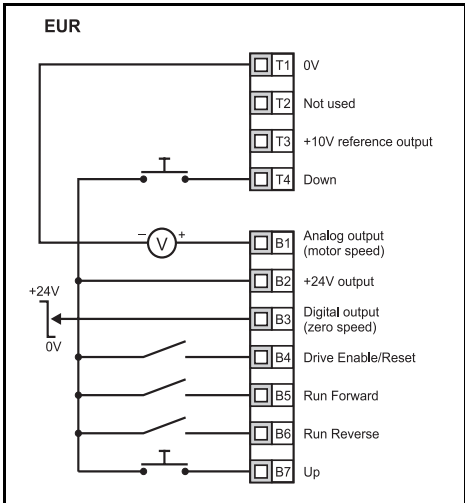 EUR
T1 0V
T2 Not used
T3 +10V reference output
T4 Down
– V +
B1 Analog output
(motor speed)
B2 +24V output
+24V
B3 Digital output
(zero speed)
0V
B4 Drive Enable/Reset
B5 Run Forward
B6 Run Reverse
B7 Up